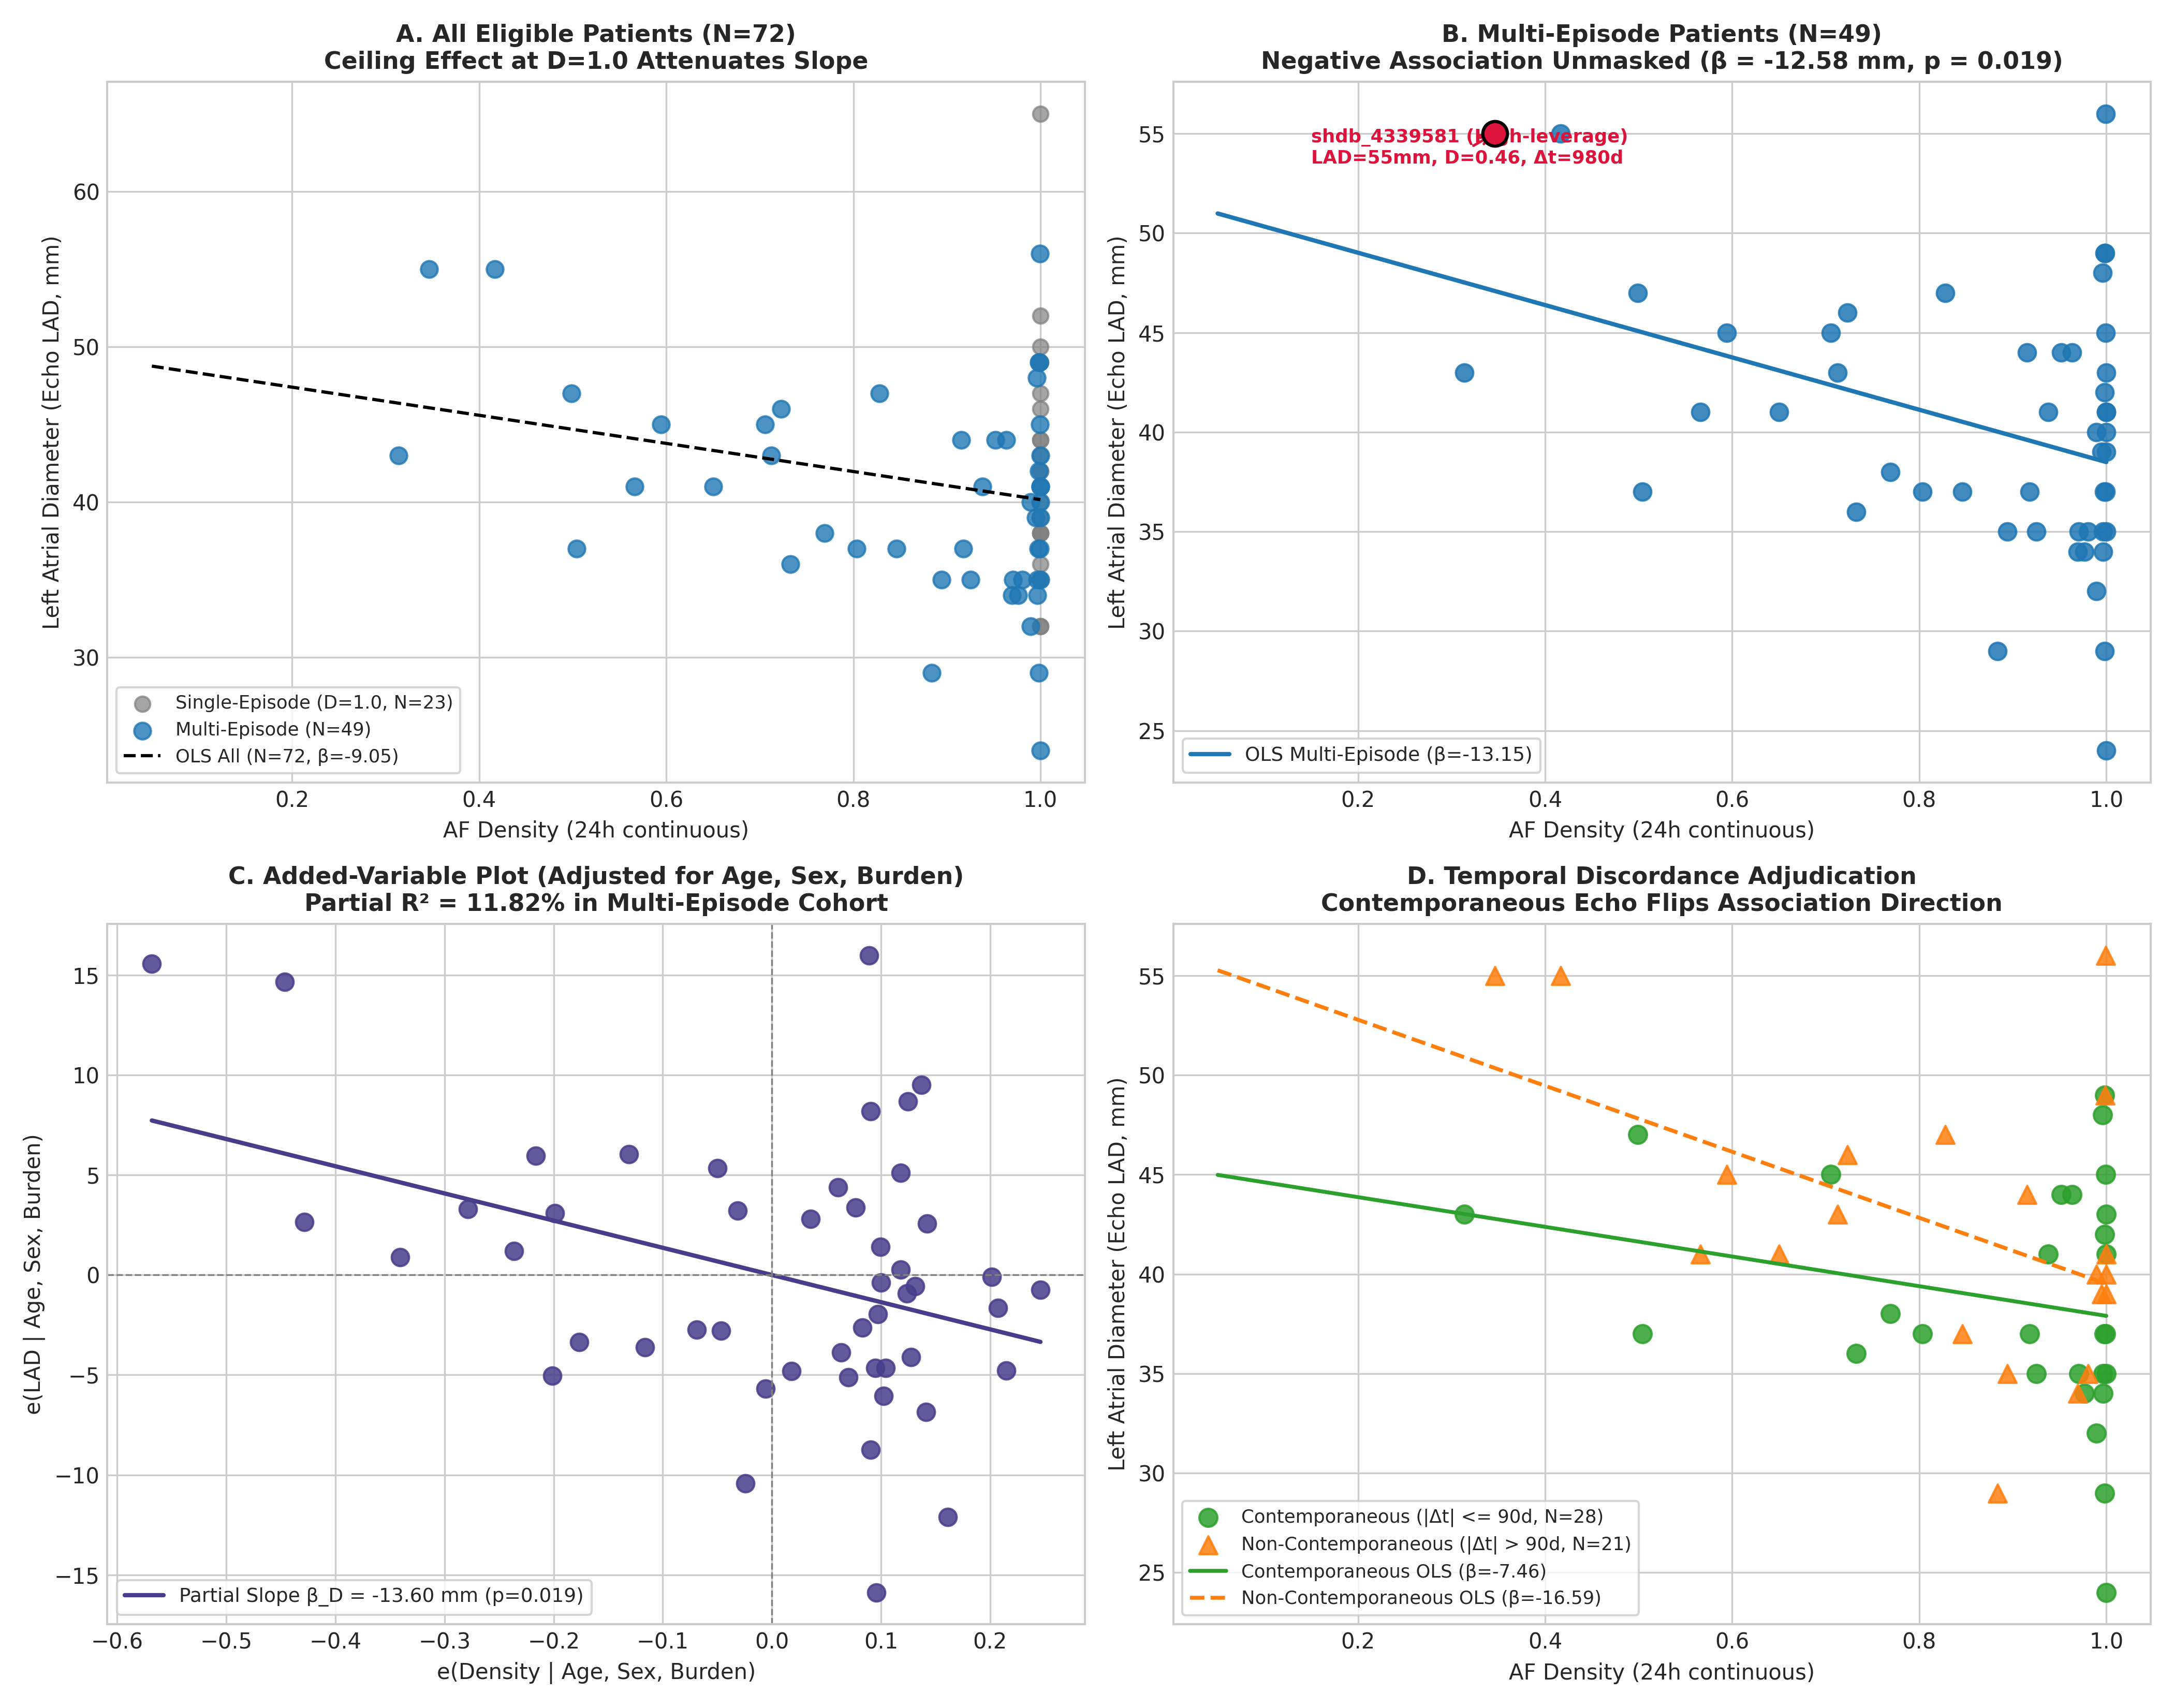 A. All Eligible Patients (N=72)
Ceiling Effect at D=1.0 Attenuates Slope
Left Atrial Diameter (Echo LAD, mm)
60
50
40
30
Single-Episode (D=1.0, N=23)
Multi-Episode (N=49)
OLS All (N=72, β=-9.05)
0.2 0.4 0.6 0.8 1.0
AF Density (24h continuous)
B. Multi-Episode Patients (N=49)
Negative Association Unmasked (β = -12.58 mm, p = 0.019)
Left Atrial Diameter (Echo LAD, mm)
55
50
45
40
35
30
25
shdb_4339581 (high-leverage)
LAD=55mm, D=0.46, Δt=980d
OLS Multi-Episode (β=-13.15)
0.2 0.4 0.6 0.8 1.0
AF Density (24h continuous)
C. Added-Variable Plot (Adjusted for Age, Sex, Burden)
Partial R² = 11.82% in Multi-Episode Cohort
e(LAD | Age, Sex, Burden)
15
10
5
0
−5
−10
−15
Partial Slope β_D = -13.60 mm (p=0.019)
−0.6 −0.5 −0.4 −0.3 −0.2 −0.1 0.0 0.1 0.2
e(Density | Age, Sex, Burden)
D. Temporal Discordance Adjudication
Contemporaneous Echo Flips Association Direction
Left Atrial Diameter (Echo LAD, mm)
55
50
45
40
35
30
25
Contemporaneous (|Δt| <= 90d, N=28)
Non-Contemporaneous (|Δt| > 90d, N=21)
Contemporaneous OLS (β=-7.46)
Non-Contemporaneous OLS (β=-16.59)
0.2 0.4 0.6 0.8 1.0
AF Density (24h continuous)